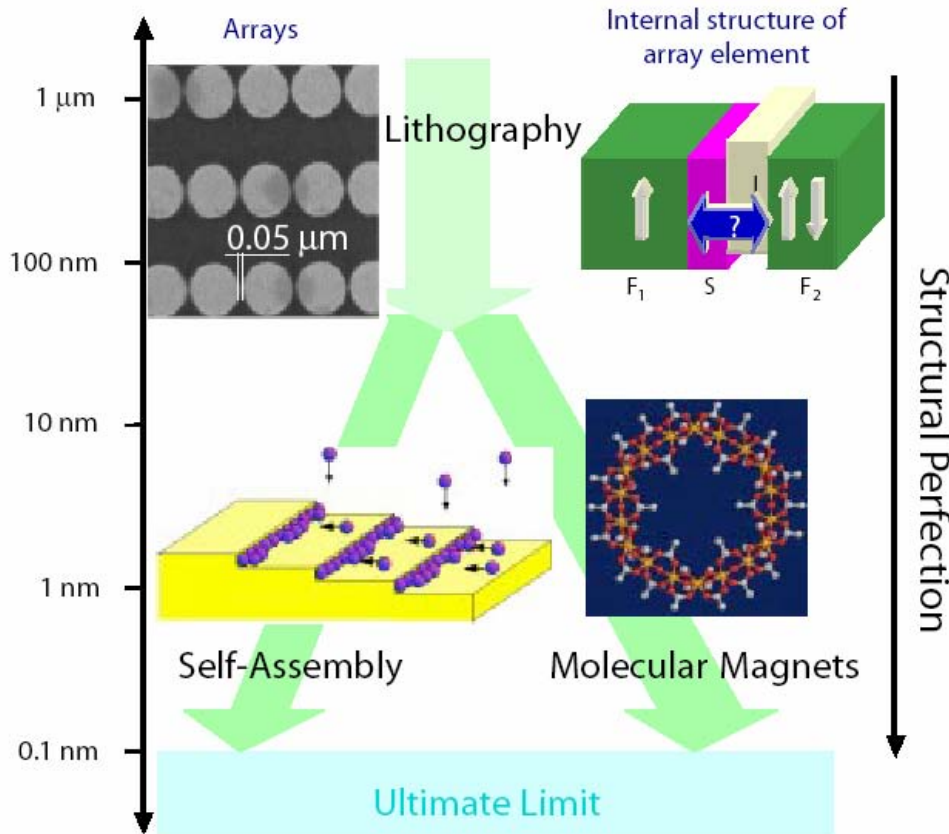 Arrays
Internal structure of
array element
1 μm
Lithography
I
?
0.05 μm
100 nm
F1
S
F2
Structural Perfection
10 nm
1 nm
Self-Assembly
Molecular Magnets
0.1 nm
Ultimate Limit